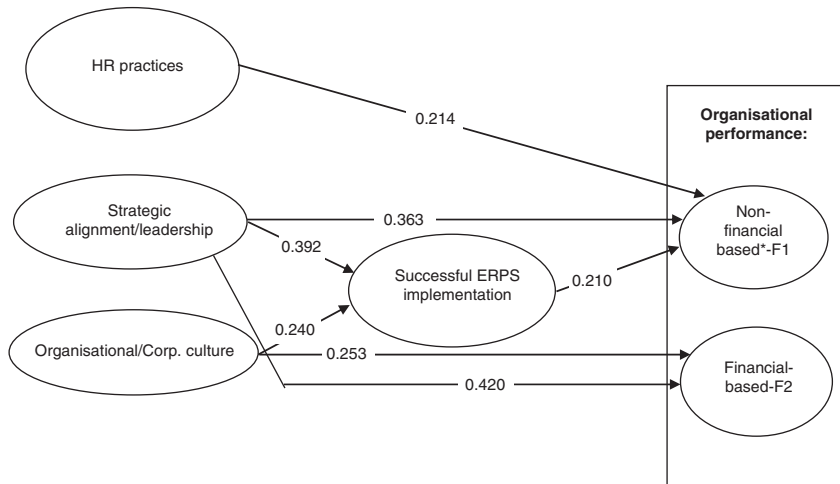 HR practices
0.214
Organisational
performance:
Strategic
alignment/leadership
0.363
0.392
Non-
financial
based*-F1
Successful ERPS
implementation
0.210
0.240
Organisational/Corp. culture
0.253
Financial-
based-F2
0.420